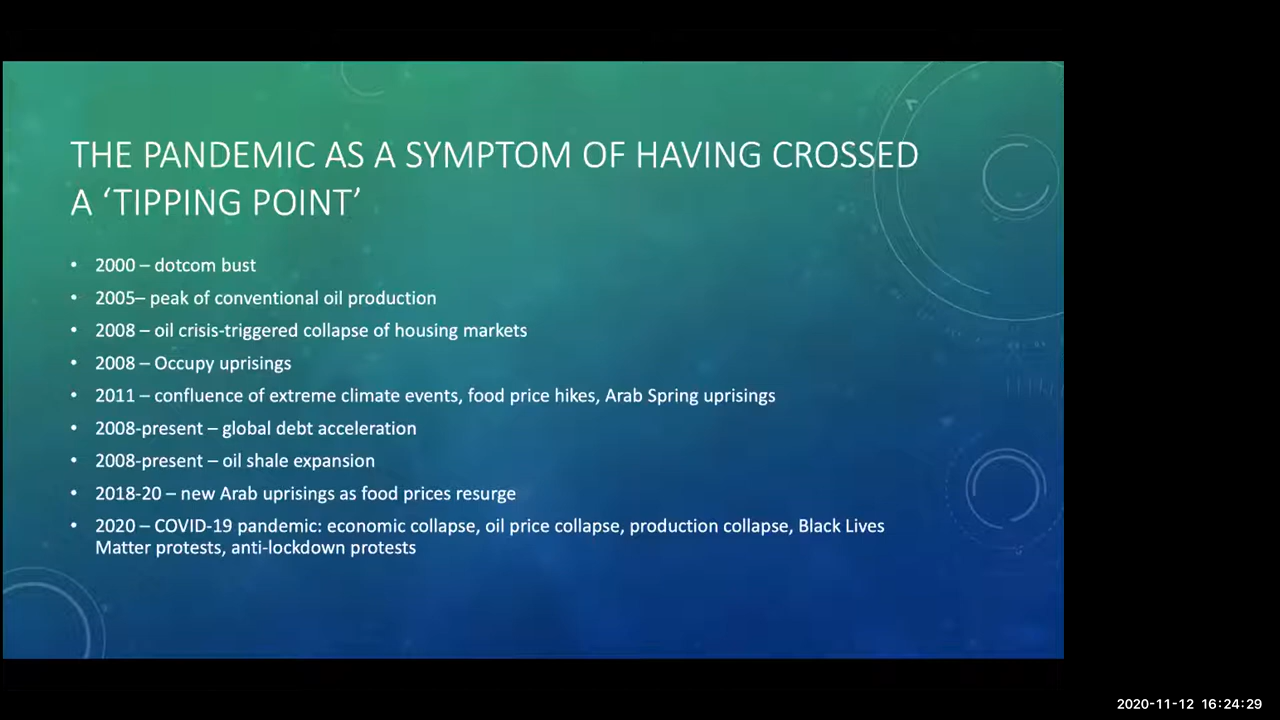 THE PANDEMIC AS A SYMPTOM OF HAVING CROSSED
A ‘TIPPING POINT’
• 2000 – dotcom bust
• 2005– peak of conventional oil production
• 2008 – oil crisis-triggered collapse of housing markets
• 2008 – Occupy uprisings
• 2011 – confluence of extreme climate events, food price hikes, Arab Spring uprisings
• 2008-present – global debt acceleration
• 2008-present – oil shale expansion
• 2018-20 – new Arab uprisings as food prices resurge
• 2020 – COVID-19 pandemic: economic collapse, oil price collapse, production collapse, Black Lives
Matter protests, anti-lockdown protests
2020-11-12 16:24:29